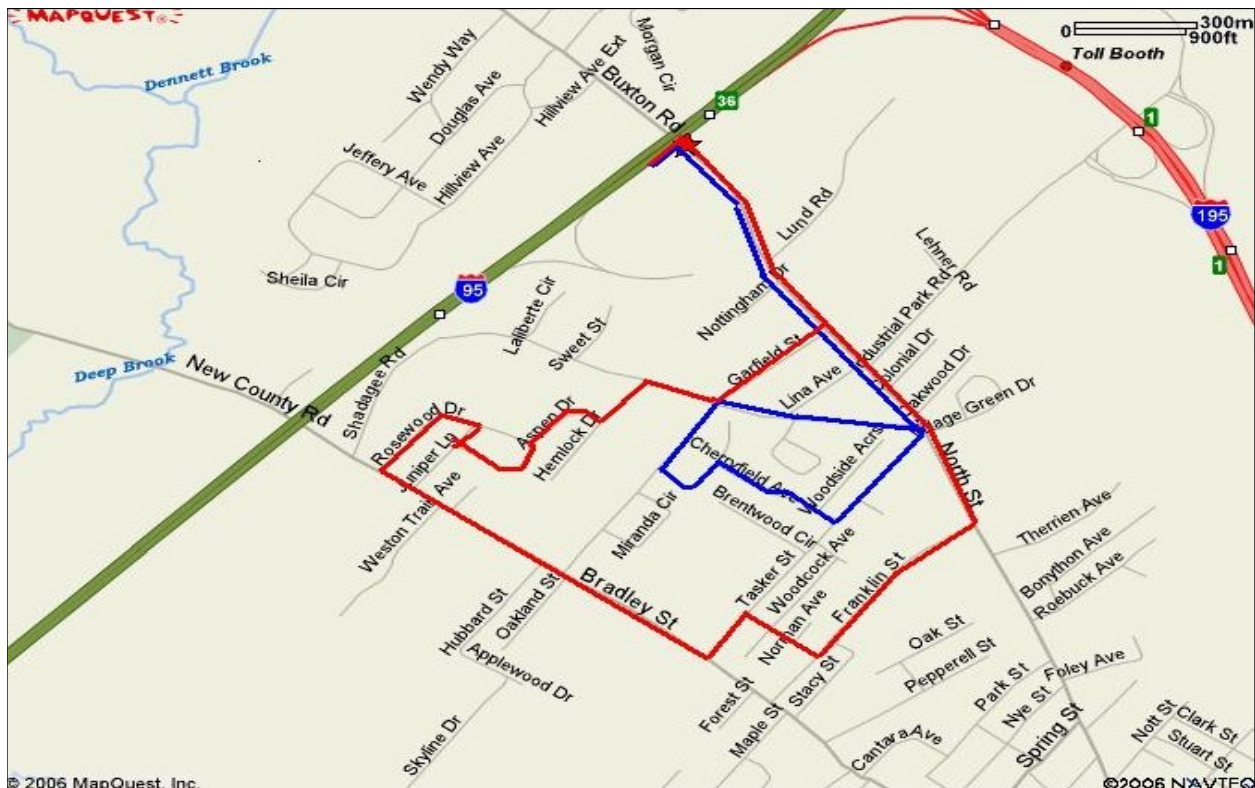 MAPQUEST
300m
0
900ft
Toll Booth
Dennett Brook
Wendy Way
Douglas Ave
Hillview Ave Ext
Morgan Cir
Buxton Rd
36
1
Jeffery Ave
Hillview Ave
195
1
Lund Rd
Lehner Rd
Sheila Cir
95
Nottingham Dr
Laliberte Cir
Sweet St
Industrial Park Rd
Colonial Dr
Deep Brook
New County Rd
Shadagee Rd
Garfield St
Lina Ave
Oakwood Dr
Village Green Dr
Rosewood Dr
Aspen Dr
Juniper Ln
Hemlock Dr
Cherryfield Ave
Woodside Acrs
North St
Weston Trail Ave
Miranda Cir
Brentwood Cir
Therrien Ave
Bonython Ave
Roebuck Ave
Tasker St
Woodcock Ave
Franklin St
Norman Ave
Bradley St
Hubbard St
Oakland St
Applewood Dr
Oak St
Pepperell St
Foley Ave
Park St
Nye St
Spring St
Forest St
Stacy St
Maple St
Cantara Ave
Skyline Dr
Nott St
Clark St
Stuart St
© 2006 MapQuest, Inc.
©2006 NAVTEQ